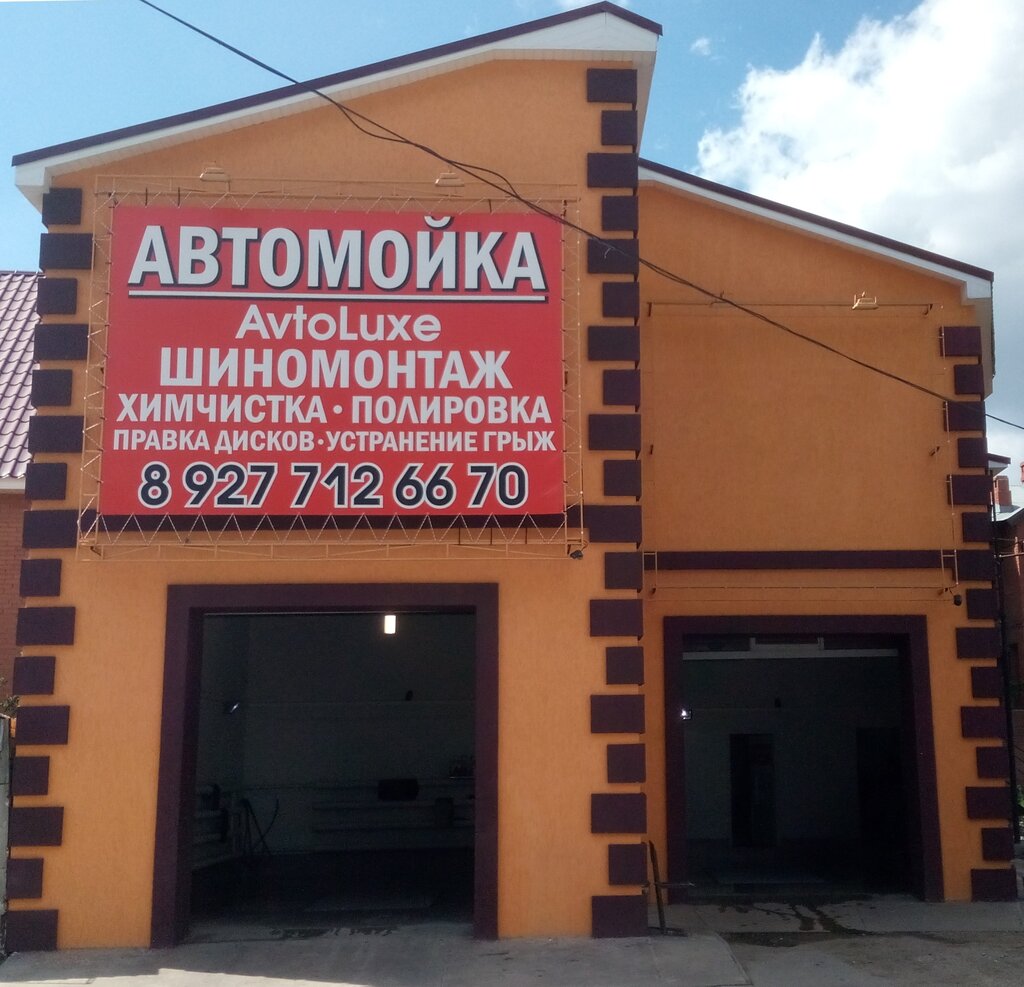 АВТОМОЙКА
AvtoLuxe
ШИНОМОНТАЖ
ХИМЧИСТКА · ПОЛИРОВКА
ПРАВКА ДИСКОВ · УСТРАНЕНИЕ ГРЫЖ
8 927 712 66 70